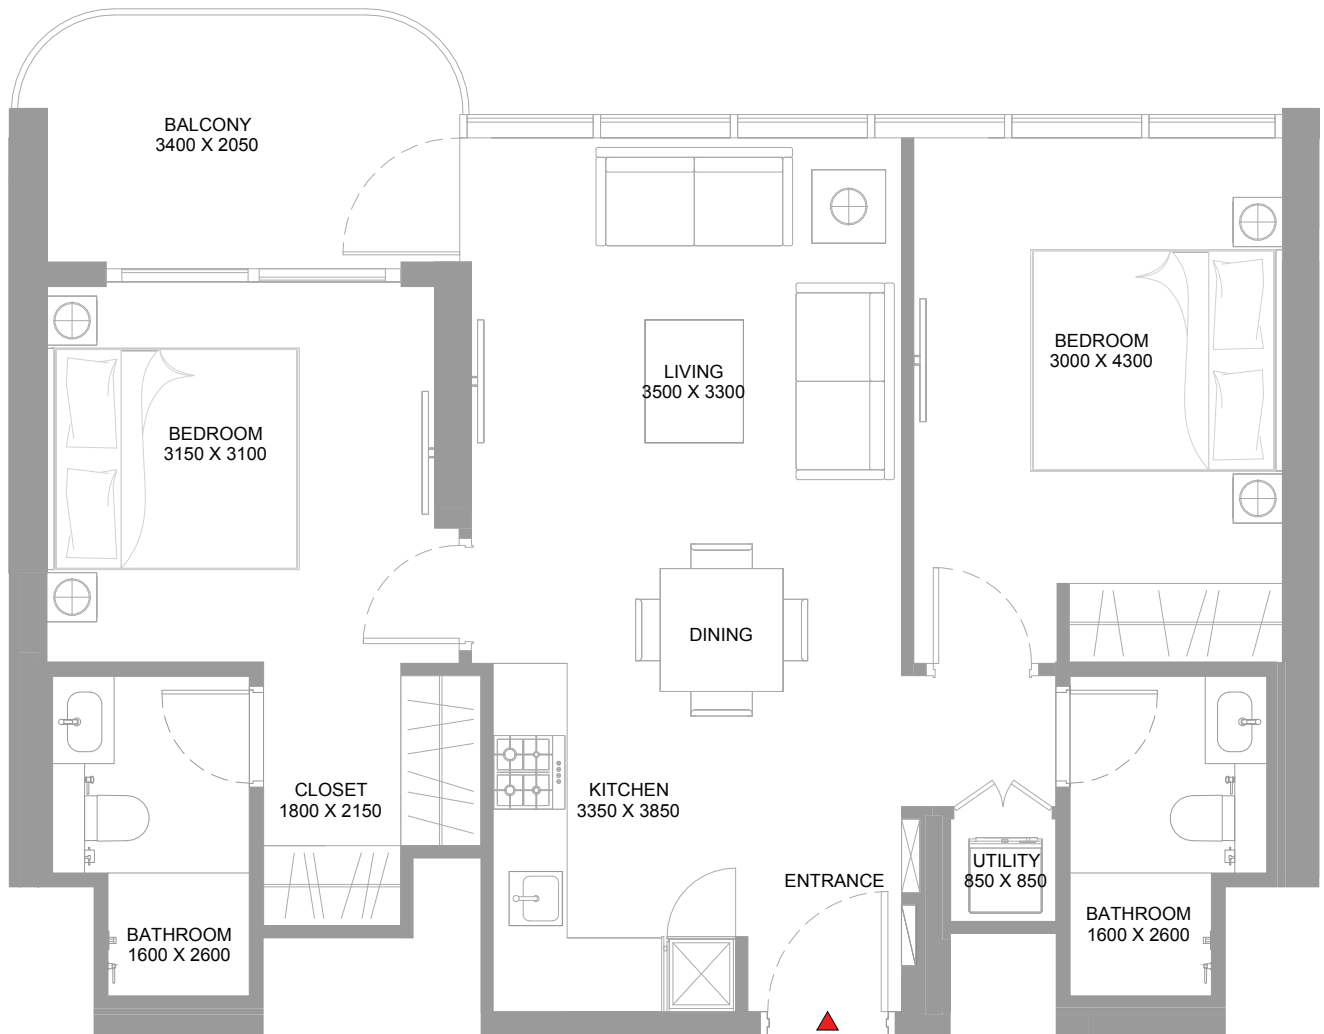 BALCONY
3400 X 2050
LIVING
3500 X 3300
BEDROOM
3000 X 4300
BEDROOM
3150 X 3100
DINING
CLOSET
1800 X 2150
KITCHEN
3350 X 3850
ENTRANCE
UTILITY
850 X 850
BATHROOM
1600 X 2600
BATHROOM
1600 X 2600